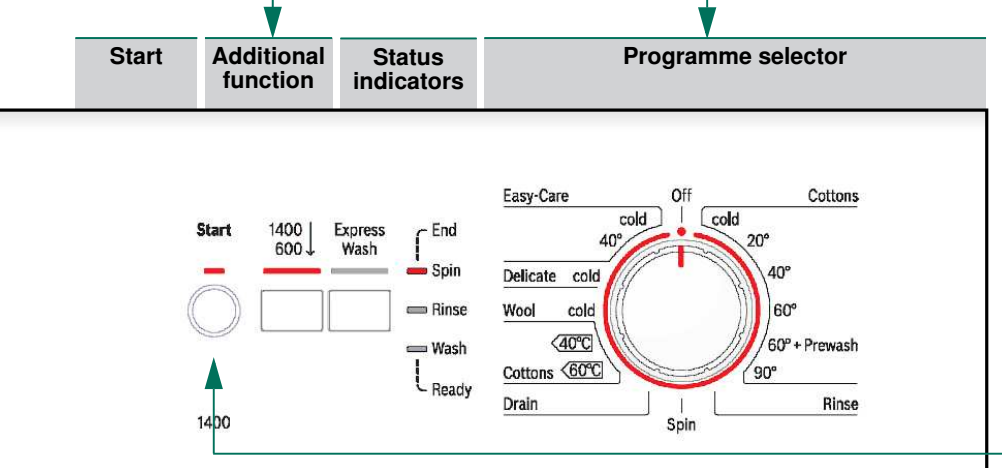 Start
Additional
function
Status
indicators
Programme selector
Start
1400
600
Express
Wash
End
Spin
Rinse
Wash
Ready
1400
Easy-Care
Off
Cottons
cold
cold
40°
20°
Delicate cold
40°
Wool cold
60°
40°C
60° + Prewash
Cottons 60°C
90°
Drain
Spin
Rinse